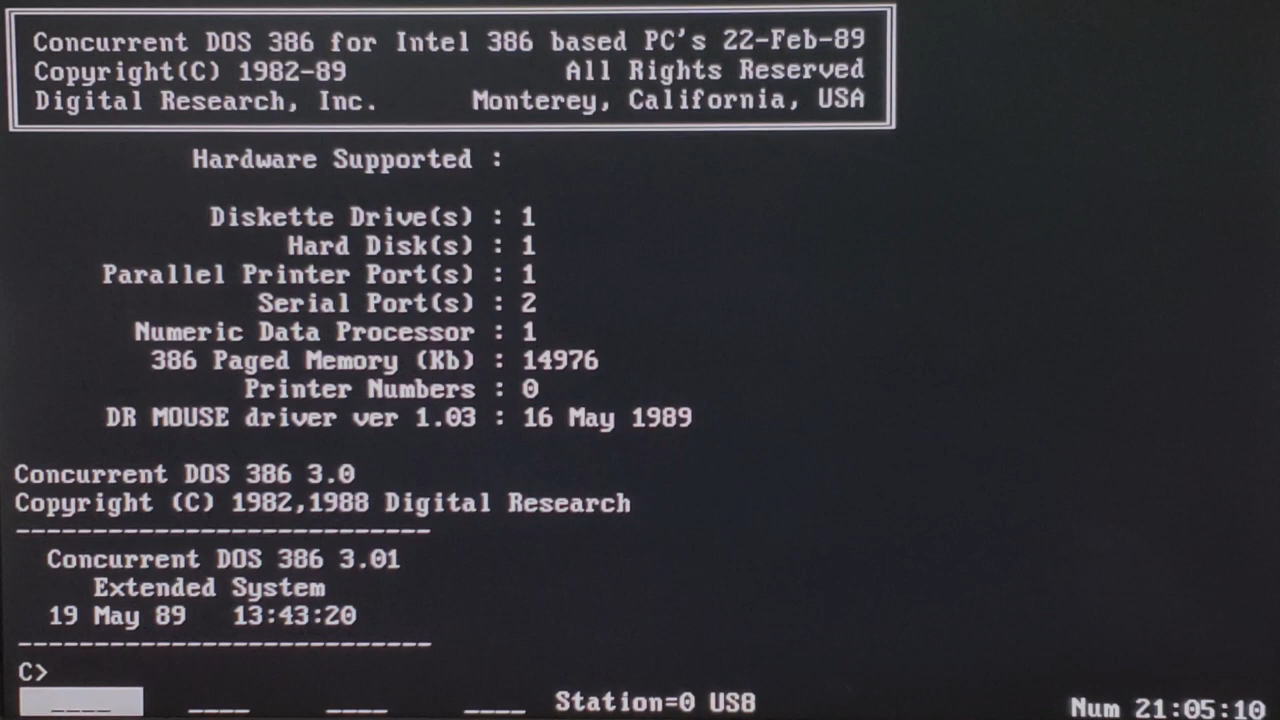 Concurrent DOS 386 for Intel 386 based PC's 22-Feb-89
Copyright(C) 1982-89 All Rights Reserved
Digital Research, Inc. Monterey, California, USA
Hardware Supported :
Diskette Drive(s) : 1
Hard Disk(s) : 1
Parallel Printer Port(s) : 1
Serial Port(s) : 2
Numeric Data Processor : 1
386 Paged Memory (Kb) : 14976
Printer Numbers : 0
DR MOUSE driver ver 1.03 : 16 May 1989
Concurrent DOS 386 3.0
Copyright (C) 1982,1988 Digital Research
---------------------------
Concurrent DOS 386 3.01
Extended System
19 May 89 13:43:20
---------------------------
C>
____ ____ ____ ____ Station=0 US8 Num 21:05:10